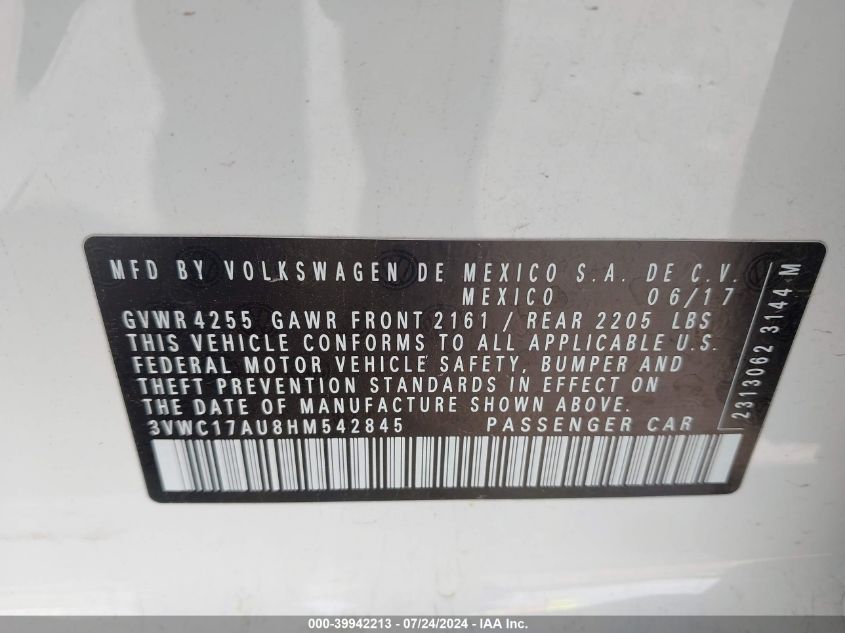 MFD BY VOLKSWAGEN DE MEXICO S.A. DE C.V.
MEXICO 06/17
GVWR 4255 GAWR FRONT 2161 / REAR 2205 LBS
THIS VEHICLE CONFORMS TO ALL APPLICABLE U.S.
FEDERAL MOTOR VEHICLE SAFETY, BUMPER AND
THEFT PREVENTION STANDARDS IN EFFECT ON
THE DATE OF MANUFACTURE SHOWN ABOVE.
3VWC17AU8HM542845 PASSENGER CAR
2313062 3144 M
000-39942213 / 07/24/2024 - IAA Inc.